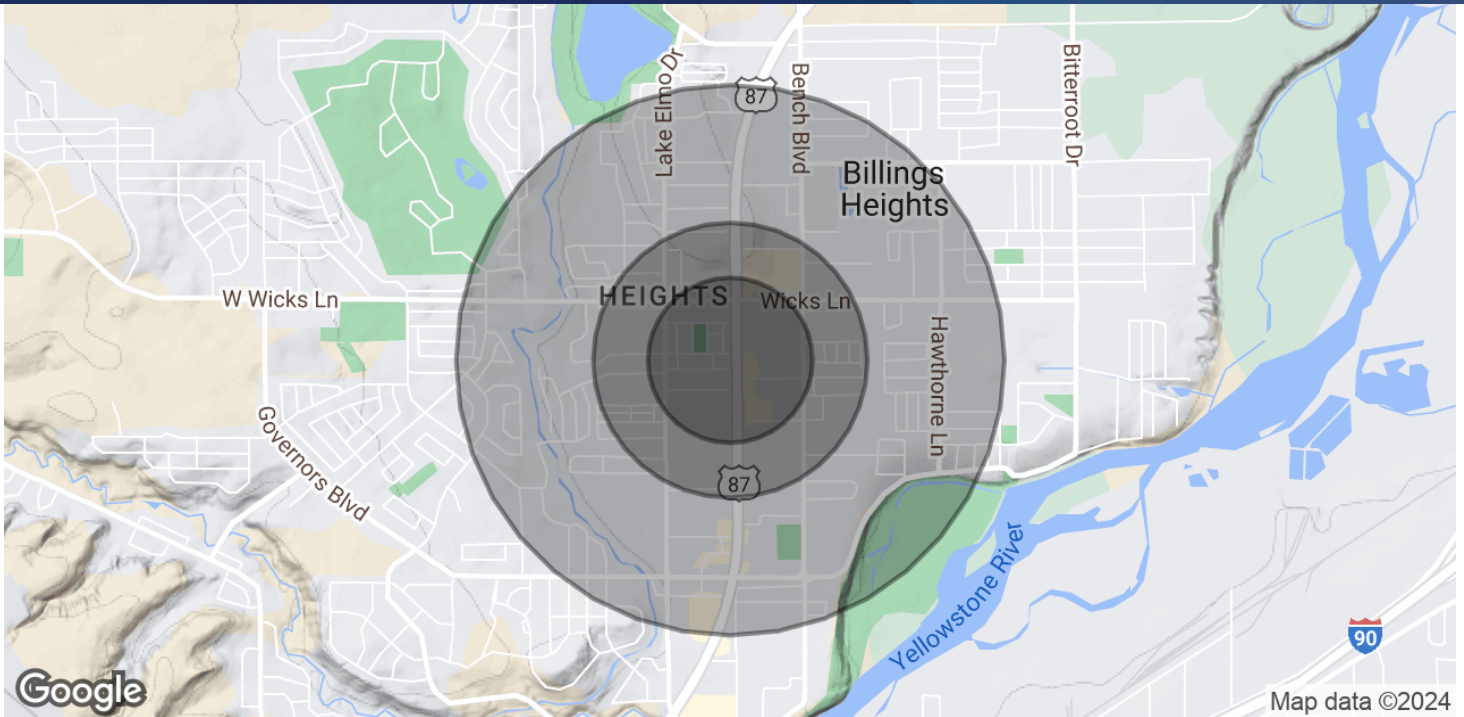 87
Lake Elmo Dr
Bench Blvd
Bitterroot Dr
Billings
Heights
W Wicks Ln
HEIGHTS
Wicks Ln
Hawthorne Ln
Governors Blvd
87
Yellowstone River
90
Google
Map data ©2024